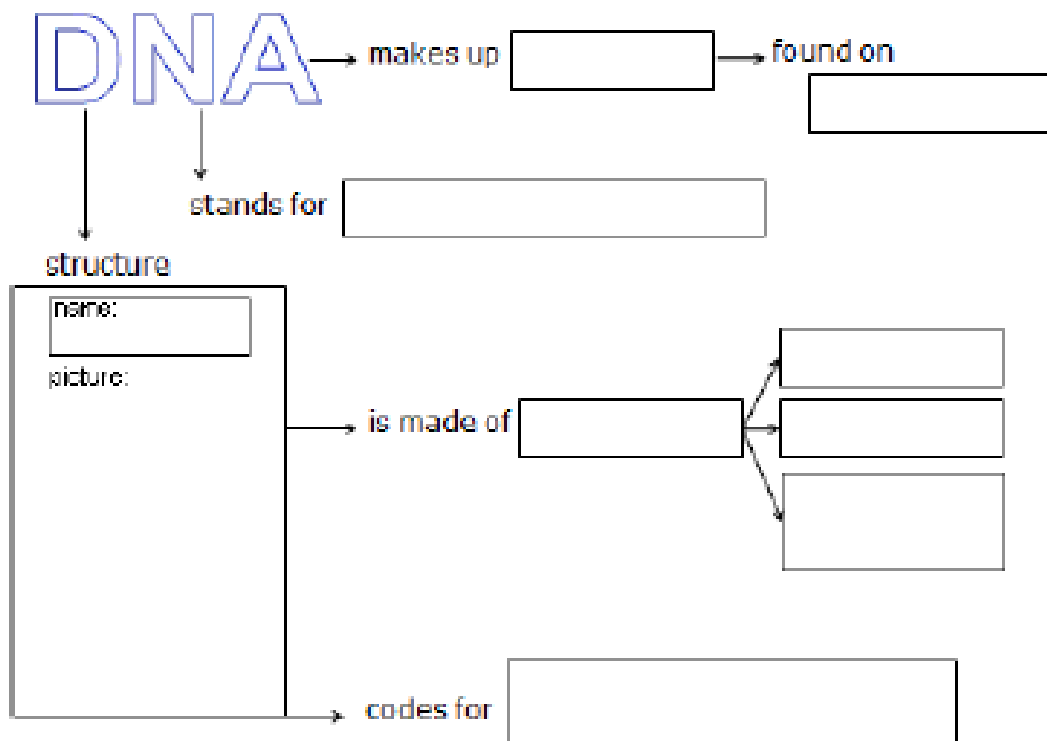 DNA
makes up
found on
stands for
structure
name:
picture:
is made of
codes for